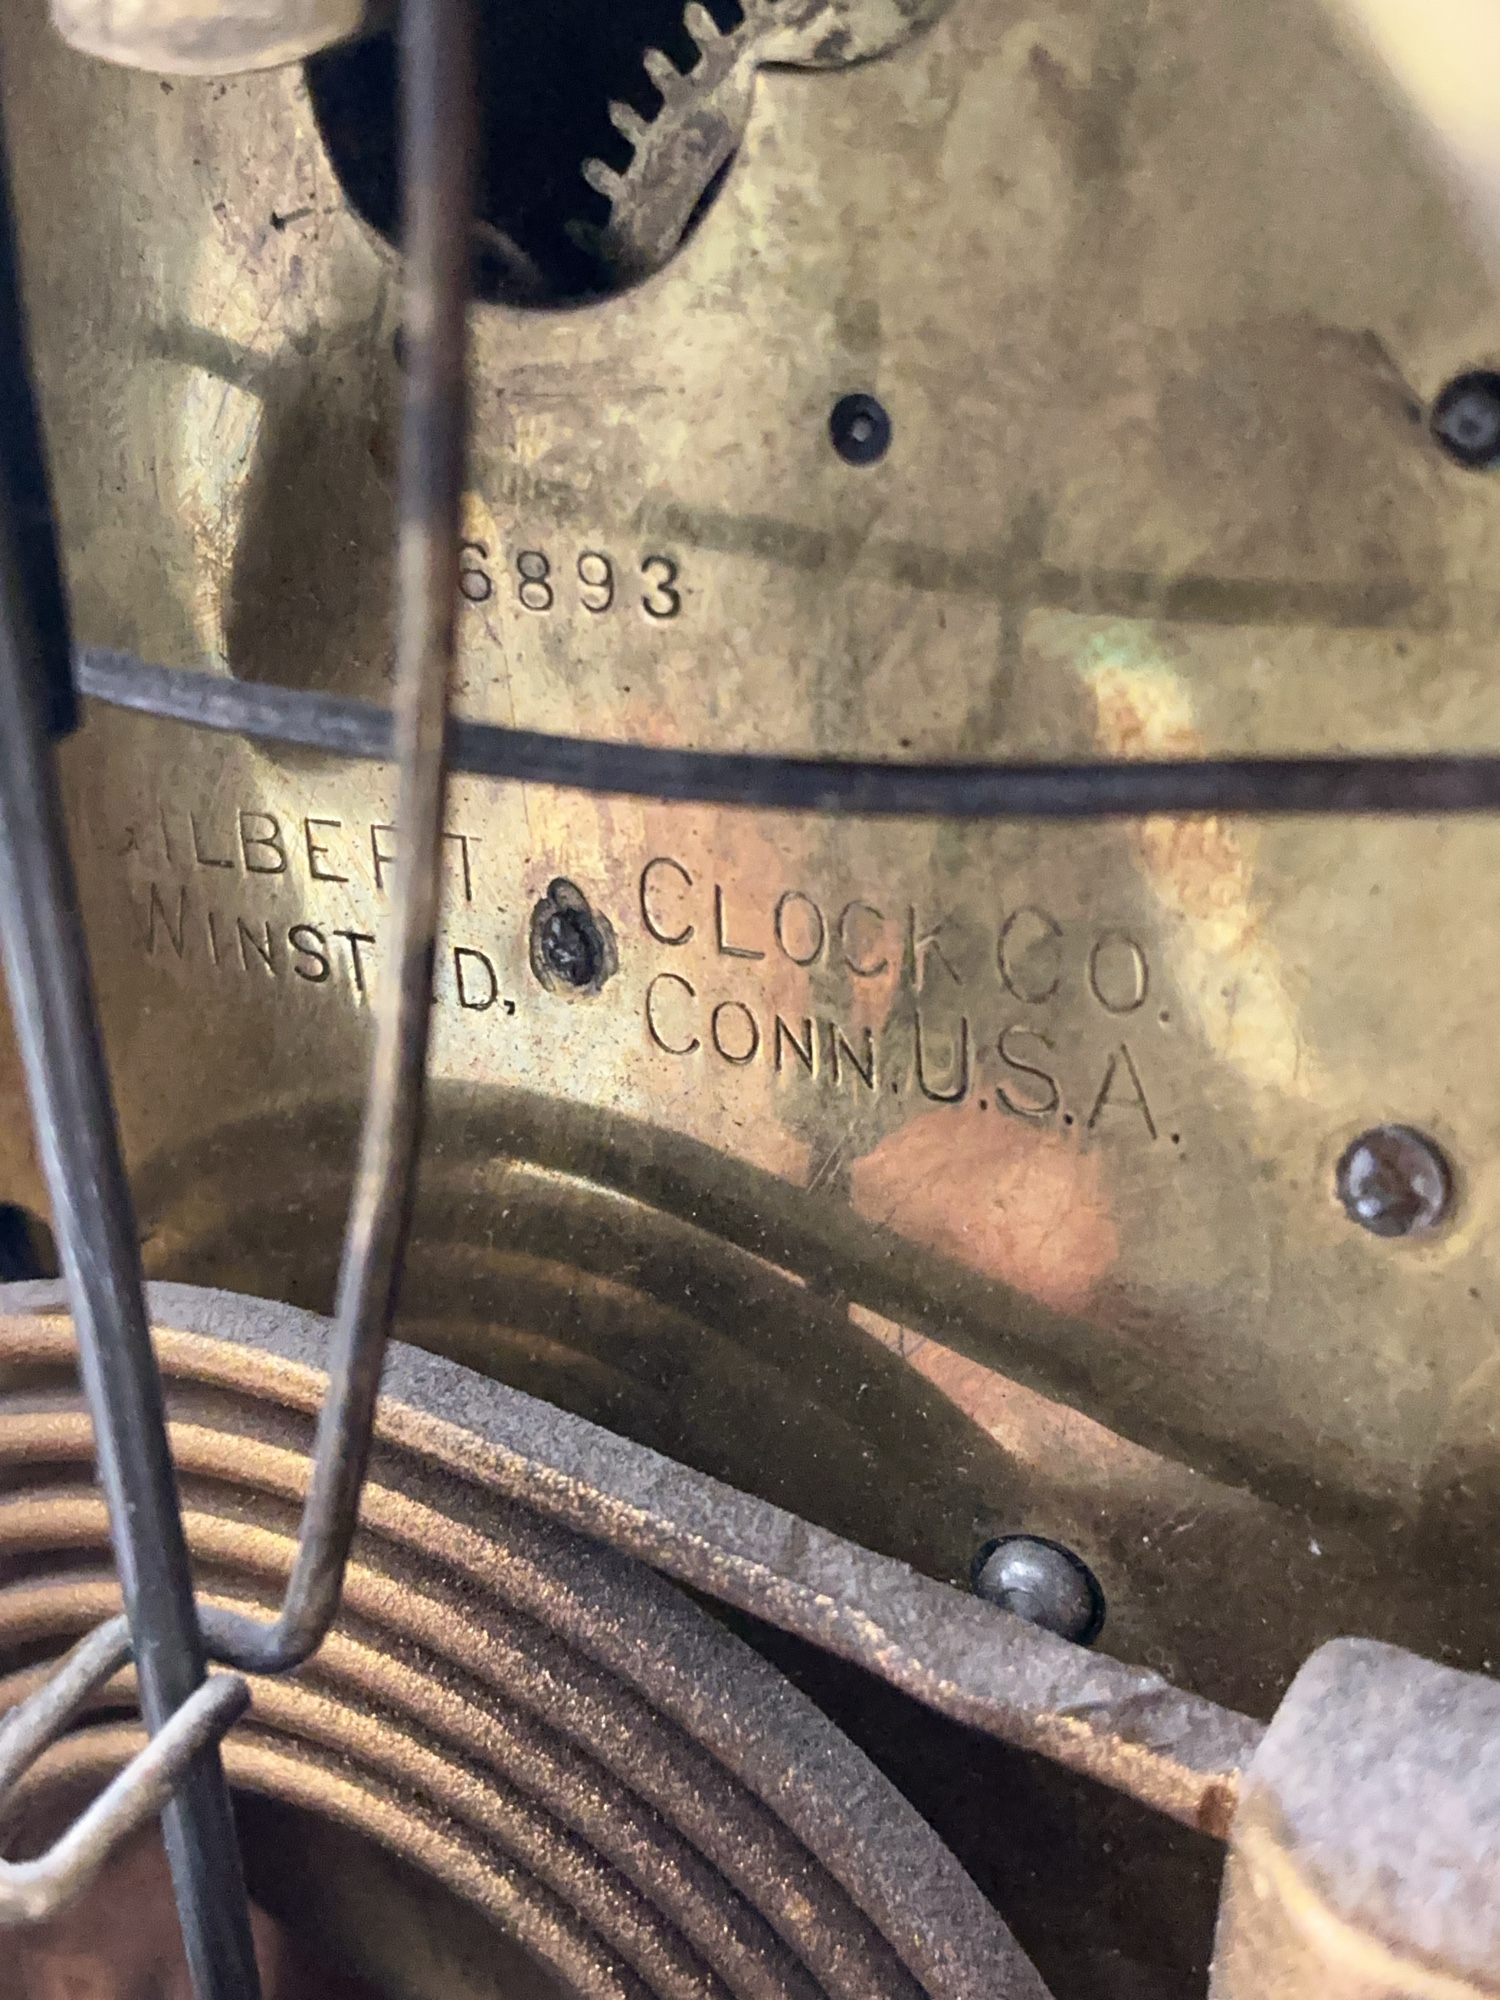 6893
ILBERT CLOCK CO.
WINSTED, CONN. U.S.A.